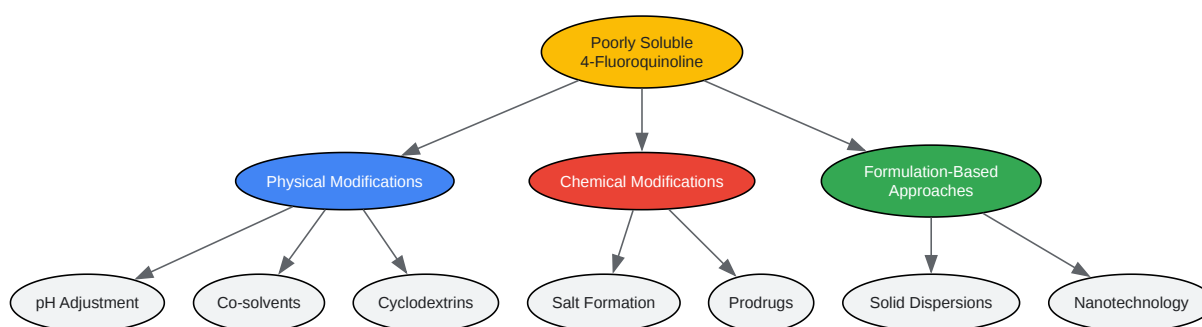 Poorly Soluble
4-Fluoroquinoline
Physical Modifications
Chemical Modifications
Formulation-Based
Approaches
pH Adjustment
Co-solvents
Cyclodextrins
Salt Formation
Prodrugs
Solid Dispersions
Nanotechnology